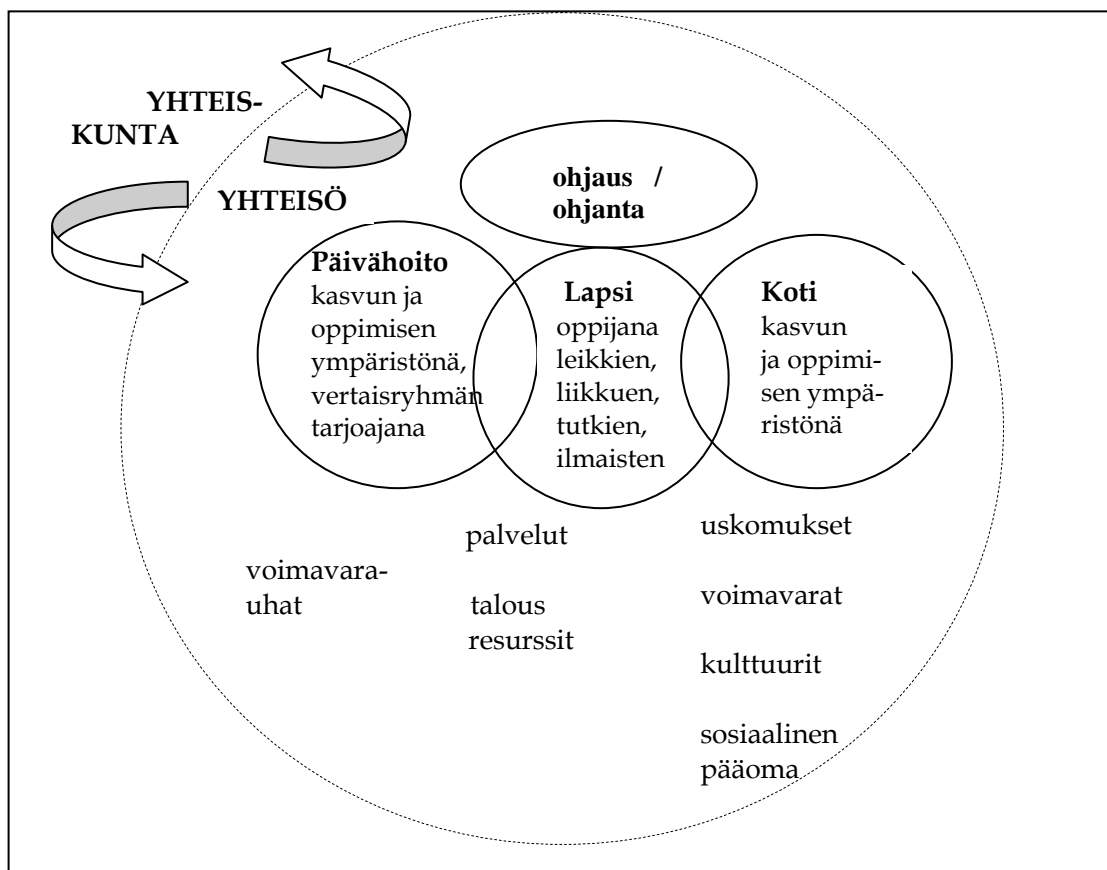 YHTEIS-
KUNTA
YHTEISÖ
ohjaus /
ohjanta
Päivähoito
kasvun ja
oppimisen
ympäristönä,
vertaisryhmän
tarjoajana
Lapsi
oppijana
leikkien,
liikkuen,
tutkien,
ilmaisten
Koti
kasvun
ja oppimi-
sen ympä-
ristönä
voimavara-
uhat
palvelut
talous
resurssit
uskomukset
voimavarat
kulttuurit
sosiaalinen
pääoma